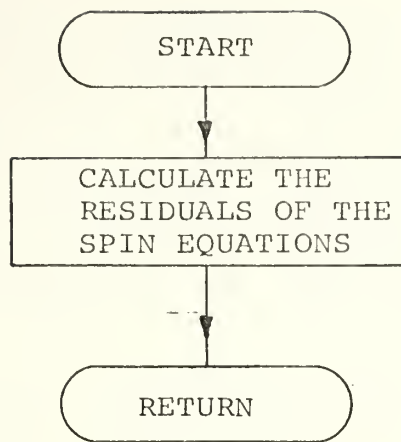 START
CALCULATE THE
RESIDUALS OF THE
SPIN EQUATIONS
RETURN